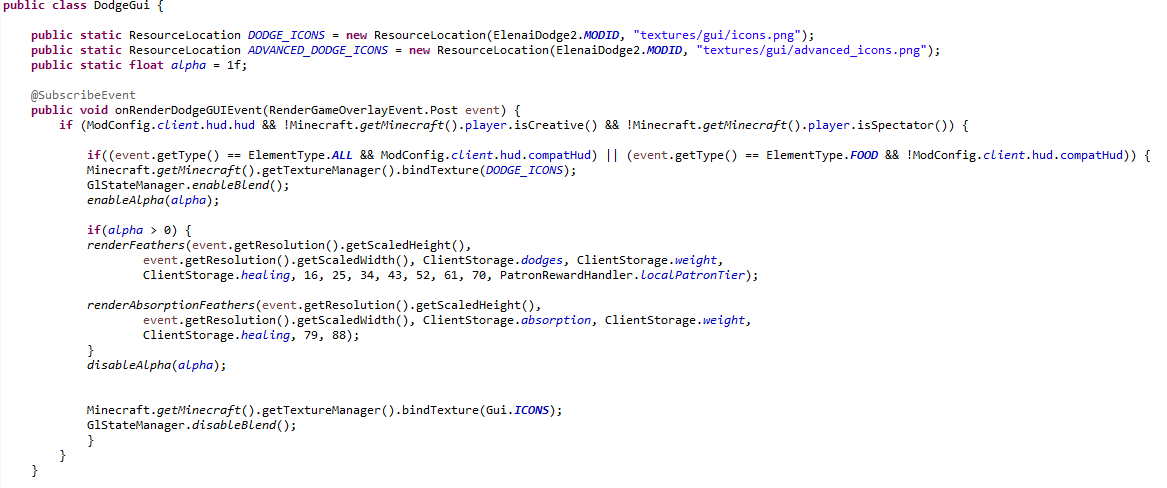 public class DodgeGui {
public static ResourceLocation DODGE_ICONS = new ResourceLocation(ElenaiDodge2.MODID, "textures/gui/icons.png");
public static ResourceLocation ADVANCED_DODGE_ICONS = new ResourceLocation(ElenaiDodge2.MODID, "textures/gui/advanced_icons.png");
public static float alpha = 1f;
@SubscribeEvent
public void onRenderDodgeGUIEvent(RenderGameOverlayEvent.Post event) {
if (ModConfig.client.hud.hud && !Minecraft.getMinecraft().player.isCreative() && !Minecraft.getMinecraft().player.isSpectator()) {
if((event.getType() == ElementType.ALL && ModConfig.client.hud.compatHud) || (event.getType() == ElementType.FOOD && !ModConfig.client.hud.compatHud)) {
Minecraft.getMinecraft().getTextureManager().bindTexture(DODGE_ICONS);
GlStateManager.enableBlend();
enableAlpha(alpha);
if(alpha > 0) {
renderFeathers(event.getResolution().getScaledHeight(),
event.getResolution().getScaledWidth(), ClientStorage.dodges, ClientStorage.weight,
ClientStorage.healing, 16, 25, 34, 43, 52, 61, 70, PatronRewardHandler.localPatronTier);
renderAbsorptionFeathers(event.getResolution().getScaledHeight(),
event.getResolution().getScaledWidth(), ClientStorage.absorption, ClientStorage.weight,
ClientStorage.healing, 79, 88);
}
disableAlpha(alpha);
Minecraft.getMinecraft().getTextureManager().bindTexture(Gui.ICONS);
GlStateManager.disableBlend();
}
}
}